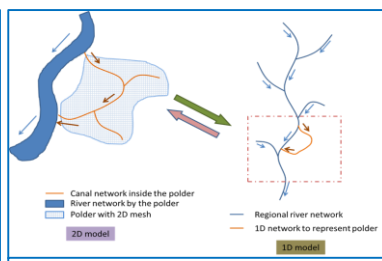 Canal network inside the polder
River network by the polder
Polder with 2D mesh
2D model
Regional river network
1D network to represent polder
1D model